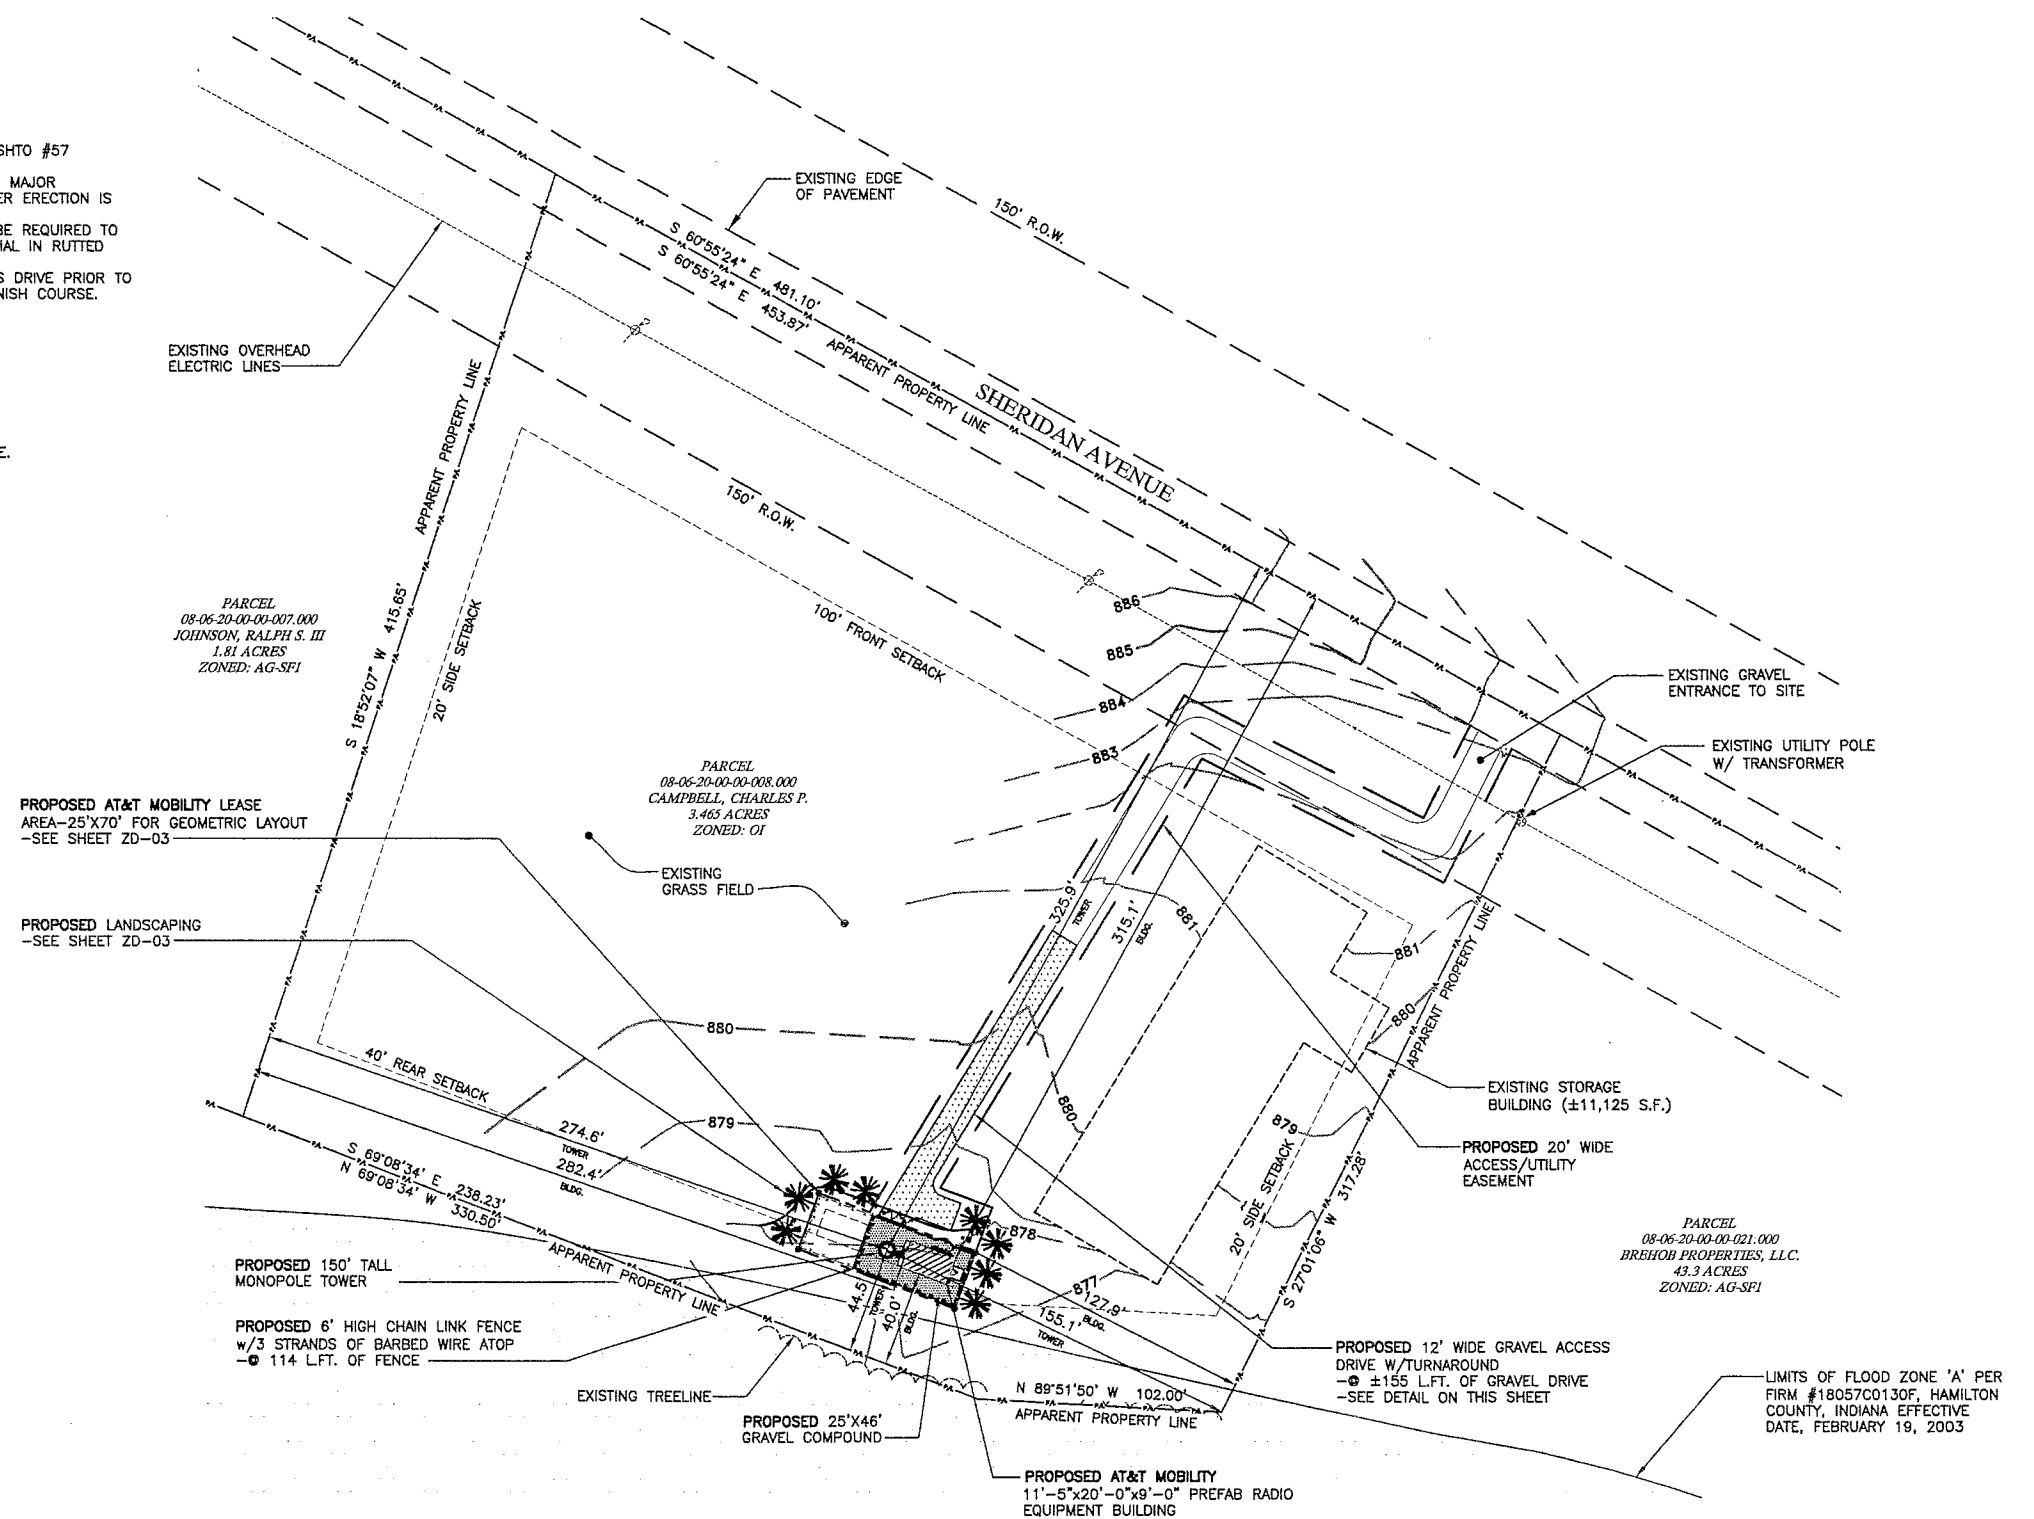 SHTO #57
MAJOR
ER ERECTION IS
BE REQUIRED TO
IAL IN RUTTED
S DRIVE PRIOR TO
NISH COURSE.
E.
EXISTING EDGE
OF PAVEMENT
150' R.O.W.
S 60°55'24" E 481.10'
S 60°55'24" E 453.87'
APPARENT PROPERTY LINE
SHERIDAN AVENUE
EXISTING OVERHEAD
ELECTRIC LINES
APPARENT PROPERTY LINE
S 18°52'07" W 415.65'
20' SIDE SETBACK
150' R.O.W.
100' FRONT SETBACK
PARCEL
08-06-20-00-00-007.000
JOHNSON, RALPH S. III
1.81 ACRES
ZONED: AG-SF1
PARCEL
08-06-20-00-00-008.000
CAMPBELL, CHARLES P.
3.465 ACRES
ZONED: OI
886
885
884
883
EXISTING GRAVEL
ENTRANCE TO SITE
EXISTING UTILITY POLE
W/ TRANSFORMER
PROPOSED AT&T MOBILITY LEASE
AREA-25'X70' FOR GEOMETRIC LAYOUT
-SEE SHEET ZD-03
EXISTING
GRASS FIELD
PROPOSED LANDSCAPING
-SEE SHEET ZD-03
325.9'
TOWER
315.1'
BLDG.
881
881
880
APPARENT PROPERTY LINE
880
880
879
879
40' REAR SETBACK
274.6'
TOWER
282.4'
BLDG.
S 69°08'34' E 238.23'
N 69°08'34' W 330.50'
APPARENT PROPERTY LINE
EXISTING STORAGE
BUILDING (±11,125 S.F.)
PROPOSED 20' WIDE
ACCESS/UTILITY
EASEMENT
20' SIDE SETBACK
S 27°01'06" W 317.28'
PARCEL
08-06-20-00-00-021.000
BREHOB PROPERTIES, LLC.
43.3 ACRES
ZONED: AG-SF1
878
877
127.9'
BLDG.
155.1'
TOWER
44.5'
TOWER
40.0'
BLDG.
PROPOSED 150' TALL
MONOPOLE TOWER
PROPOSED 6' HIGH CHAIN LINK FENCE
w/3 STRANDS OF BARBED WIRE ATOP
-@ 114 L.FT. OF FENCE
EXISTING TREELINE
PROPOSED 25'X46'
GRAVEL COMPOUND
N 89°51'50" W 102.00'
APPARENT PROPERTY LINE
PROPOSED 12' WIDE GRAVEL ACCESS
DRIVE W/TURNAROUND
-@ ±155 L.FT. OF GRAVEL DRIVE
-SEE DETAIL ON THIS SHEET
LIMITS OF FLOOD ZONE 'A' PER
FIRM #18057C0130F, HAMILTON
COUNTY, INDIANA EFFECTIVE
DATE, FEBRUARY 19, 2003
PROPOSED AT&T MOBILITY
11'-5"x20'-0"x9'-0" PREFAB RADIO
EQUIPMENT BUILDING